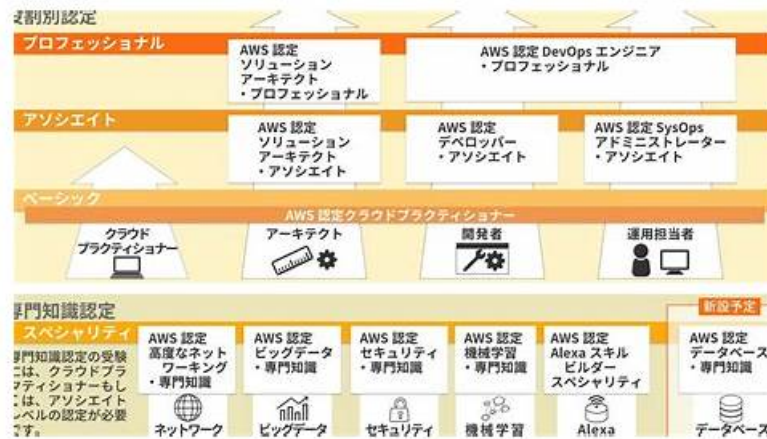 役割別認定
プロフェッショナル
AWS 認定
ソリューション
アーキテクト
・プロフェッショナル
AWS 認定 DevOps エンジニア
・プロフェッショナル
アソシエイト
AWS 認定
ソリューション
アーキテクト
・アソシエイト
AWS 認定
デベロッパー
・アソシエイト
AWS 認定 SysOps
アドミニストレーター
・アソシエイト
ベーシック
AWS 認定クラウドプラクティショナー
クラウド
プラクティショナー
アーキテクト
開発者
運用担当者
専門知識認定
新設予定
スペシャリティ
専門知識認定の受験
には、クラウドプラ
クティショナーもし
くは、アソシエイト
レベルの認定が必要
です。
AWS 認定
高度なネット
ワーキング
・専門知識
ネットワーク
AWS 認定
ビッグデータ
・専門知識
ビッグデータ
AWS 認定
セキュリティ
・専門知識
セキュリティ
AWS 認定
機械学習
・専門知識
機械学習
AWS 認定
Alexa スキル
ビルダー
スペシャリティ
Alexa
AWS 認定
データベース
・専門知識
データベース